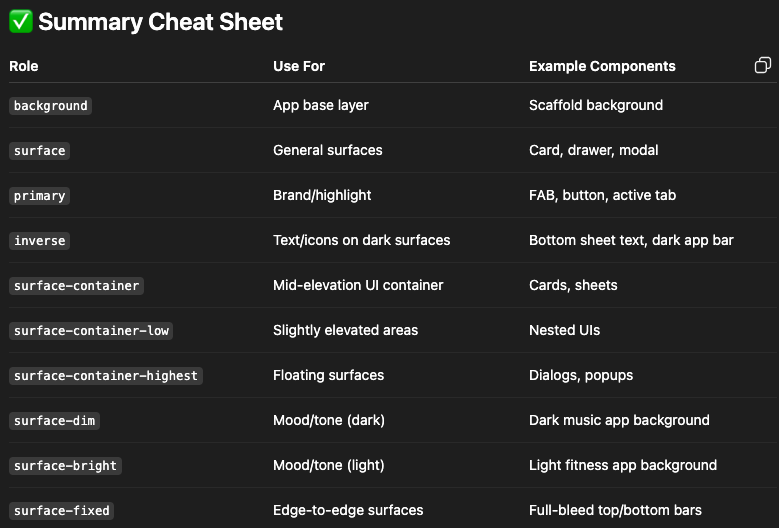 ✅ Summary Cheat Sheet
Role Use For Example Components
background App base layer Scaffold background
surface General surfaces Card, drawer, modal
primary Brand/highlight FAB, button, active tab
inverse Text/icons on dark surfaces Bottom sheet text, dark app bar
surface-container Mid-elevation UI container Cards, sheets
surface-container-low Slightly elevated areas Nested UIs
surface-container-highest Floating surfaces Dialogs, popups
surface-dim Mood/tone (dark) Dark music app background
surface-bright Mood/tone (light) Light fitness app background
surface-fixed Edge-to-edge surfaces Full-bleed top/bottom bars